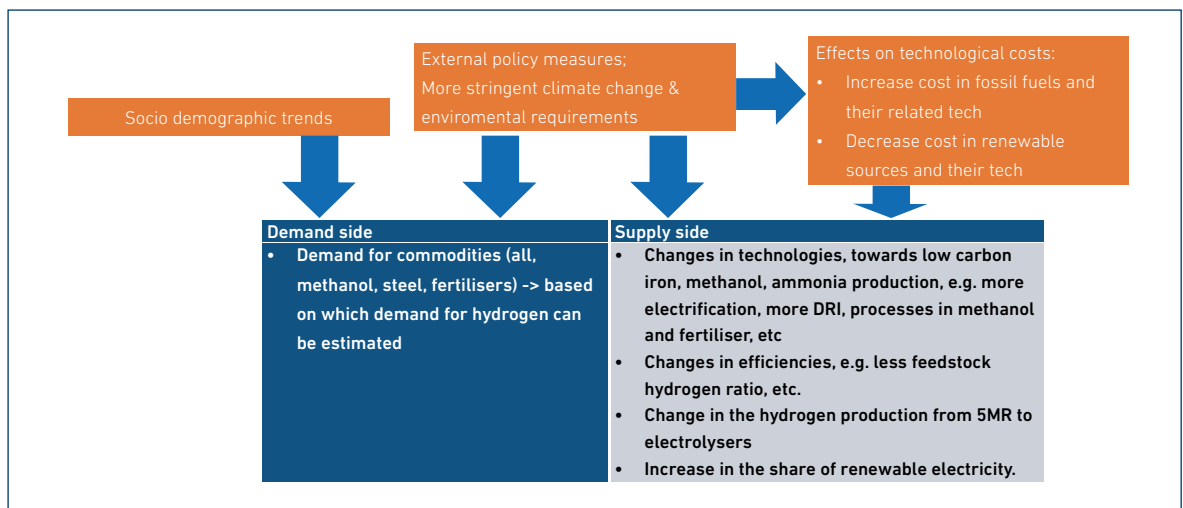 Socio demographic trends
External policy measures;
More stringent climate change &
enviromental requirements
Effects on technological costs:
• Increase cost in fossil fuels and
their related tech
• Decrease cost in renewable
sources and their tech
Demand side
• Demand for commodities (all,
methanol, steel, fertilisers) -> based
on which demand for hydrogen can
be estimated
Supply side
• Changes in technologies, towards low carbon
iron, methanol, ammonia production, e.g. more
electrification, more DRI, processes in methanol
and fertiliser, etc
• Changes in efficiencies, e.g. less feedstock
hydrogen ratio, etc.
• Change in the hydrogen production from 5MR to
electrolysers
• Increase in the share of renewable electricity.